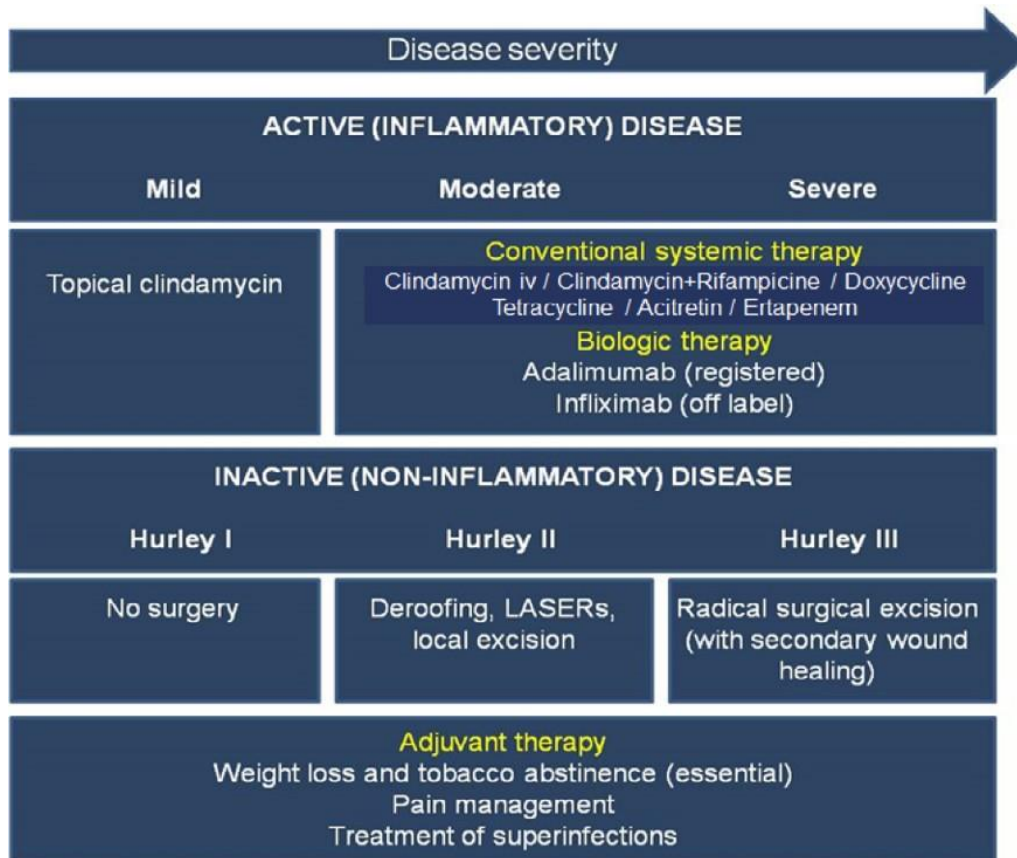 Disease severity
ACTIVE (INFLAMMATORY) DISEASE
Mild
Moderate
Severe
Topical clindamycin
Conventional systemic therapy
Clindamycin iv / Clindamycin+Rifampicine / Doxycycline
Tetracycline / Acitretin / Ertapenem
Biologic therapy
Adalimumab (registered)
Infliximab (off label)
INACTIVE (NON-INFLAMMATORY) DISEASE
Hurley I
Hurley II
Hurley III
No surgery
Deroofing, LASERs,
local excision
Radical surgical excision
(with secondary wound
healing)
Adjuvant therapy
Weight loss and tobacco abstinence (essential)
Pain management
Treatment of superinfections